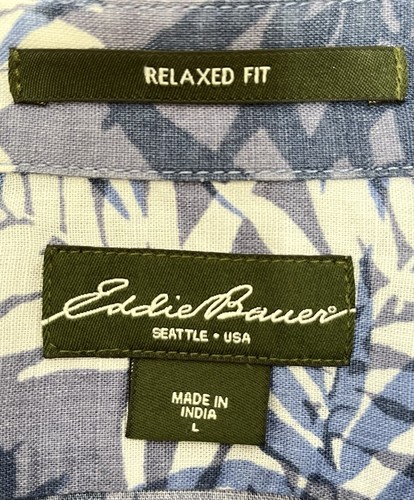 RELAXED FIT
Eddie Bauer
SEATTLE • USA
MADE IN
INDIA
L